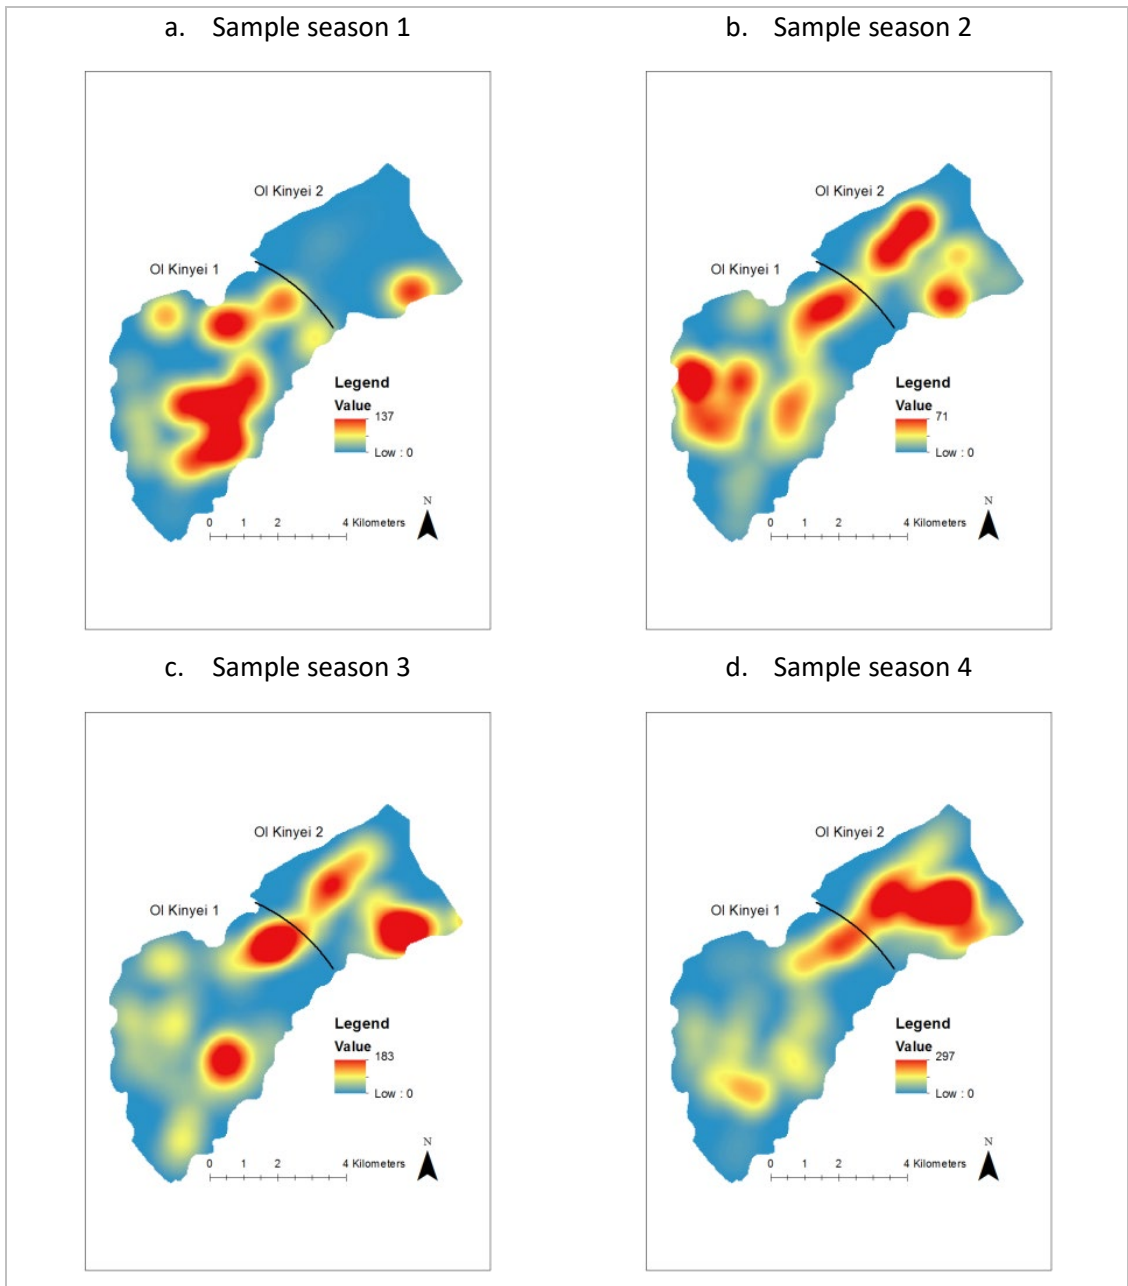 a. Sample season 1
b. Sample season 2
Ol Kinyei 2
Ol Kinyei 1
Legend
Value
137
Low : 0
N
0 1 2 4 Kilometers
Ol Kinyei 2
Ol Kinyei 1
Legend
Value
71
Low : 0
N
0 1 2 4 Kilometers
c. Sample season 3
d. Sample season 4
Ol Kinyei 2
Ol Kinyei 1
Legend
Value
183
Low : 0
N
0 1 2 4 Kilometers
Ol Kinyei 2
Ol Kinyei 1
Legend
Value
297
Low : 0
N
0 1 2 4 Kilometers